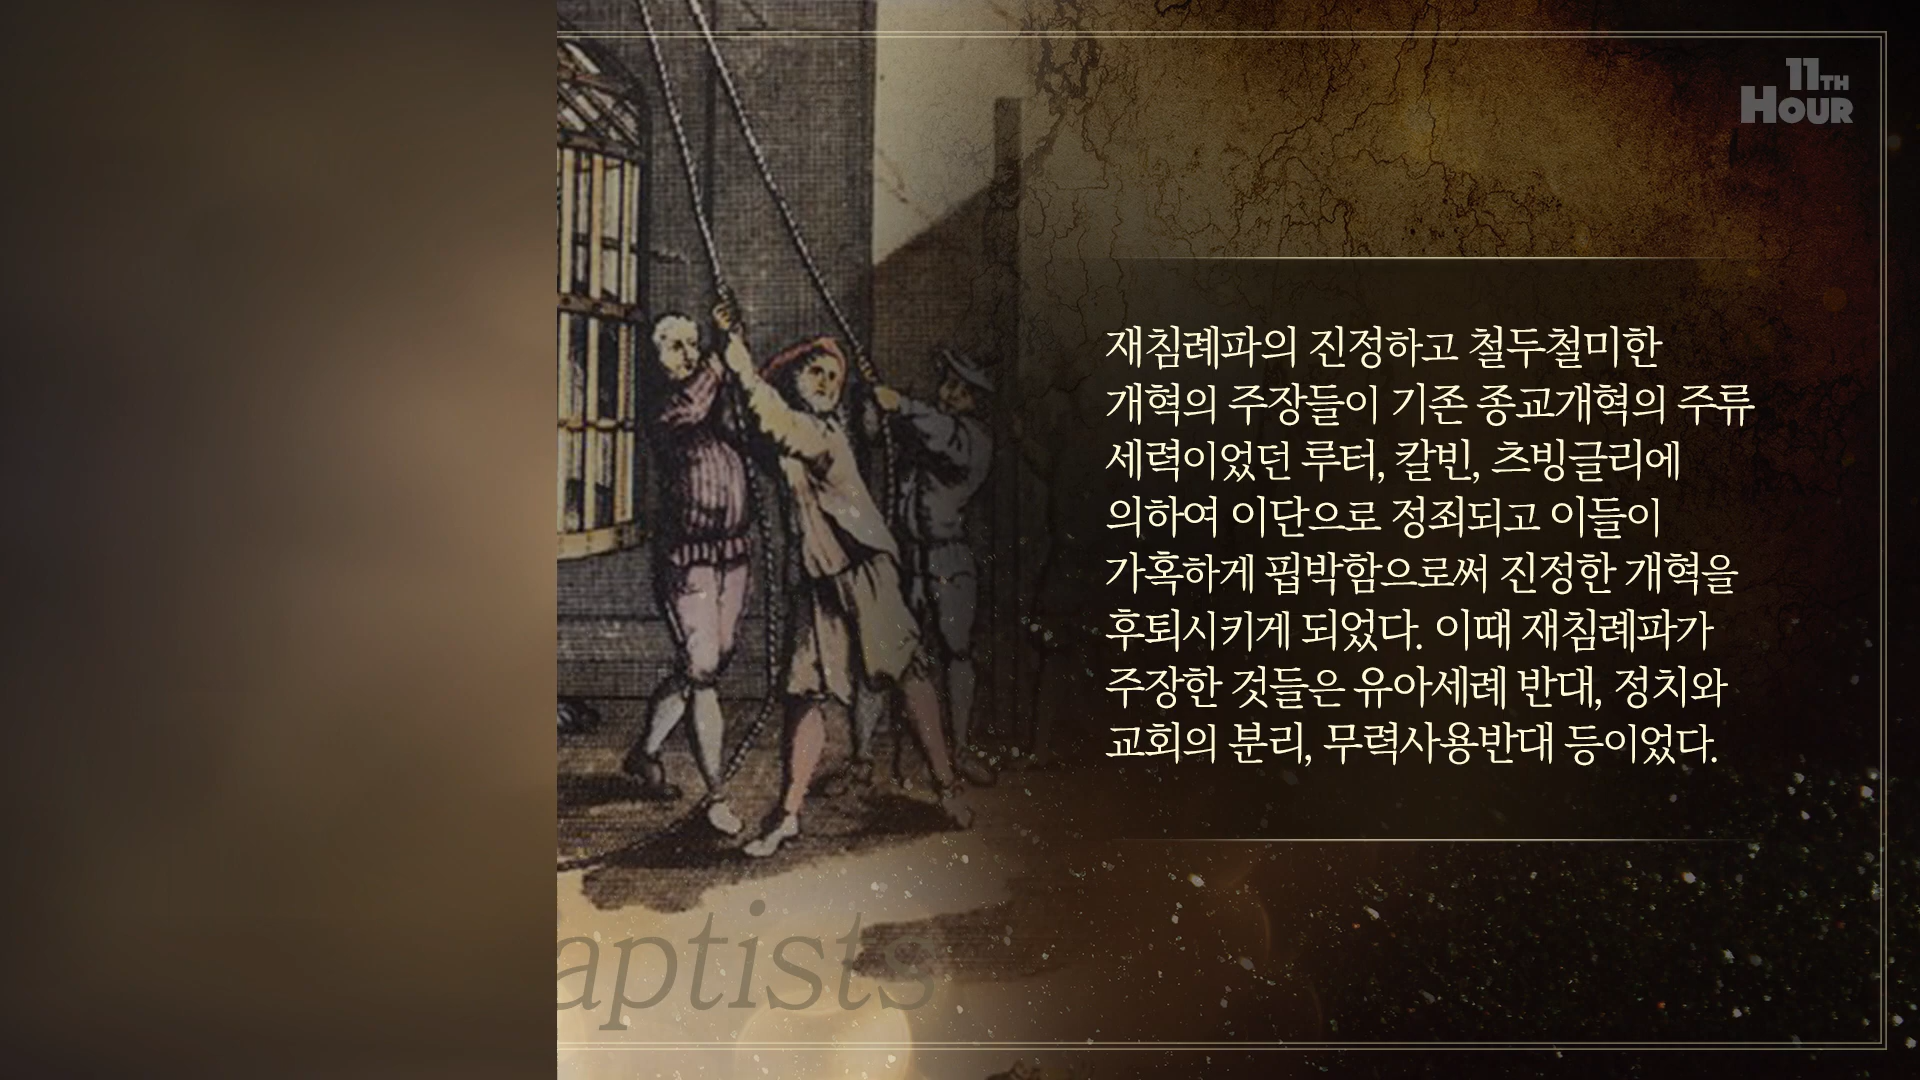 11TH
HOUR
재침례파의 진정하고 철두철미한
개혁의 주장들이 기존 종교개혁의 주류
세력이었던 루터, 칼빈, 츠빙글리에
의하여 이단으로 정죄되고 이들이
가혹하게 핍박함으로써 진정한 개혁을
후퇴시키게 되었다. 이때 재침례파가
주장한 것들은 유아세례 반대, 정치와
교회의 분리, 무력사용반대 등이었다.
aptists